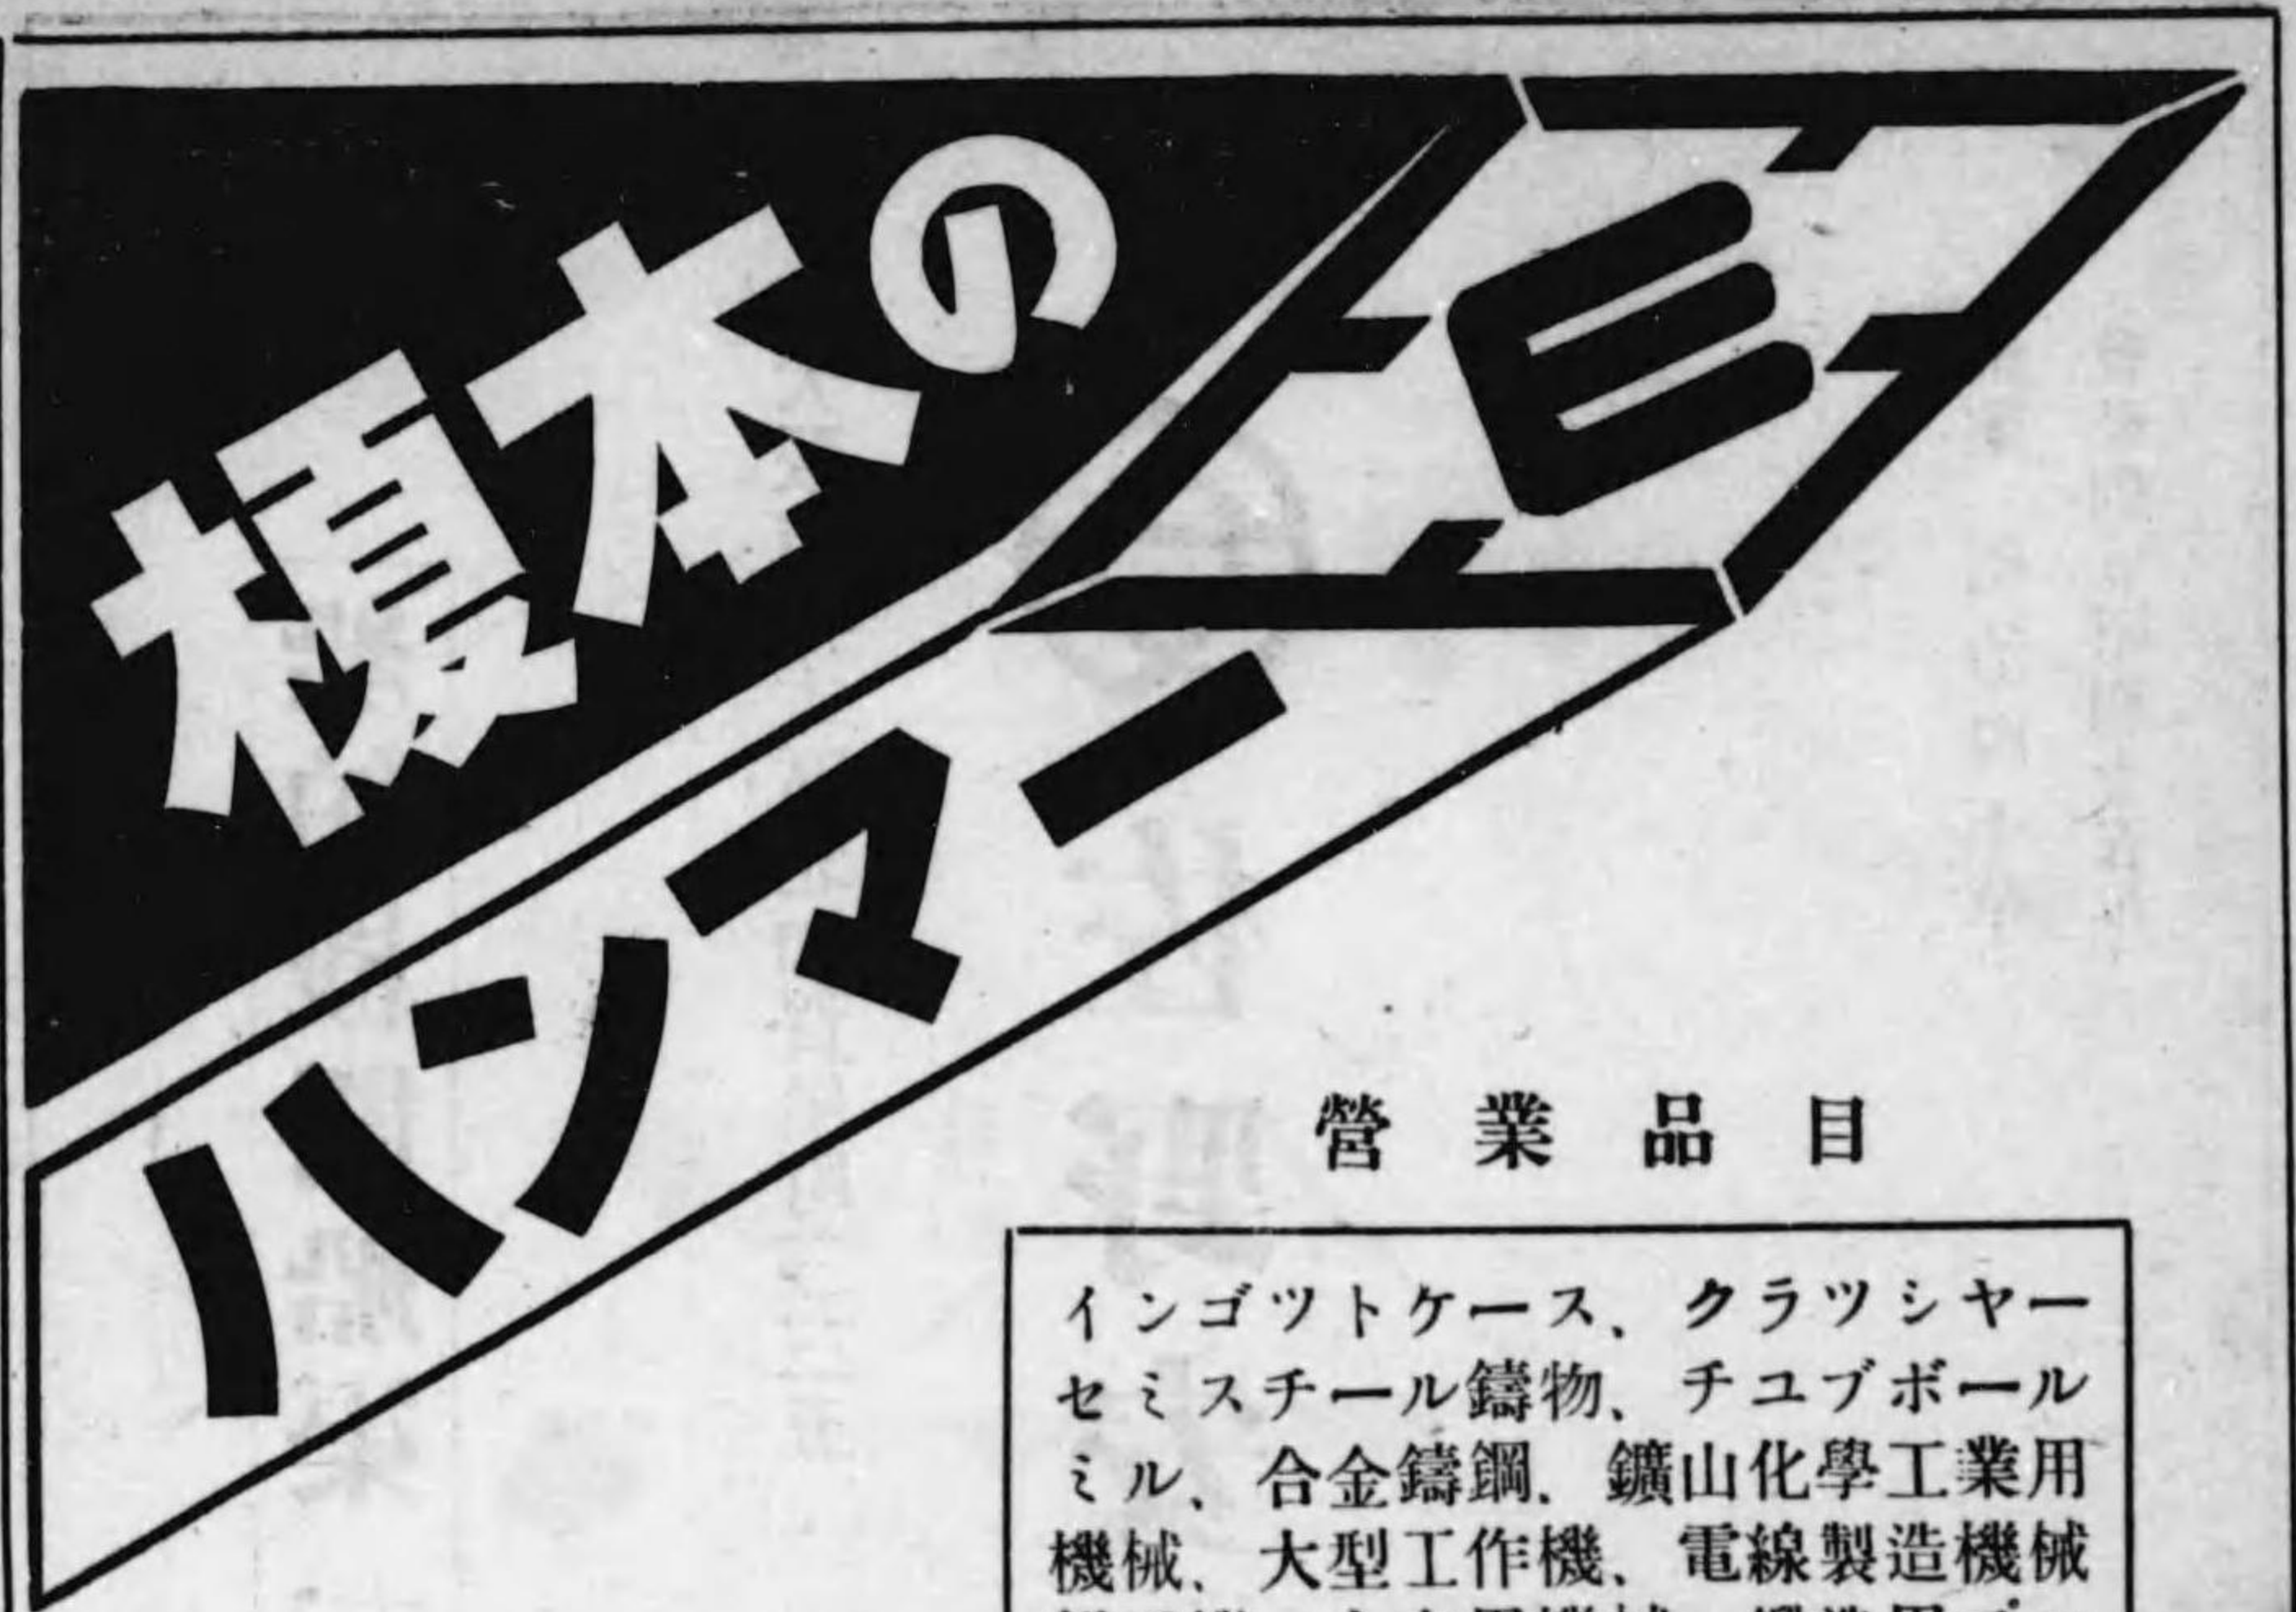 榎本の
E
ハンマー
營業品目
インゴツトケース、クラツシヤー
セミスチール鑄物、チユブボール
ミル、合金鑄鋼、鑛山化學工業用
機械、大型工作機、電線製造機械